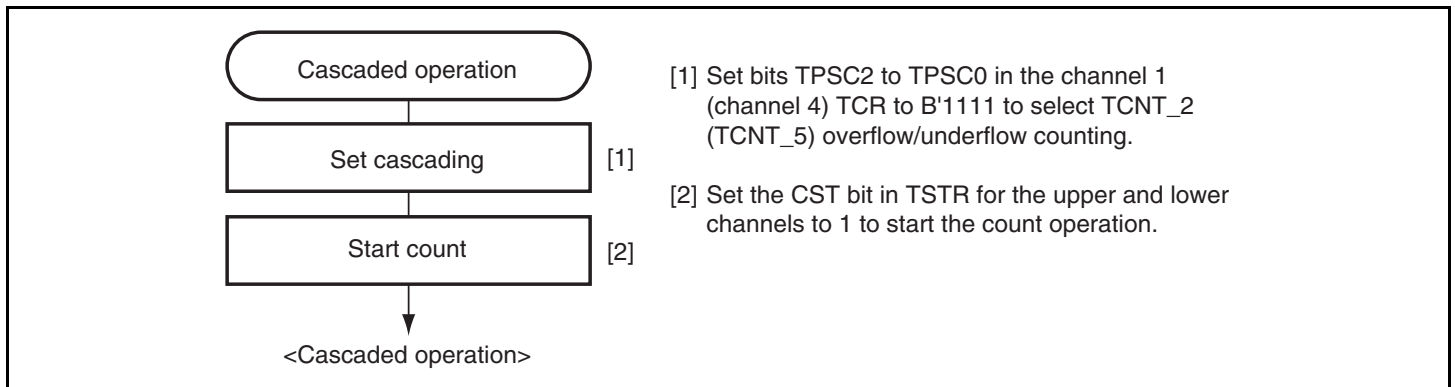 Cascaded operation
Set cascading
[1]
Start count
[2]
<Cascaded operation>
[1] Set bits TPSC2 to TPSC0 in the channel 1
(channel 4) TCR to B'1111 to select TCNT_2
(TCNT_5) overflow/underflow counting.
[2] Set the CST bit in TSTR for the upper and lower
channels to 1 to start the count operation.